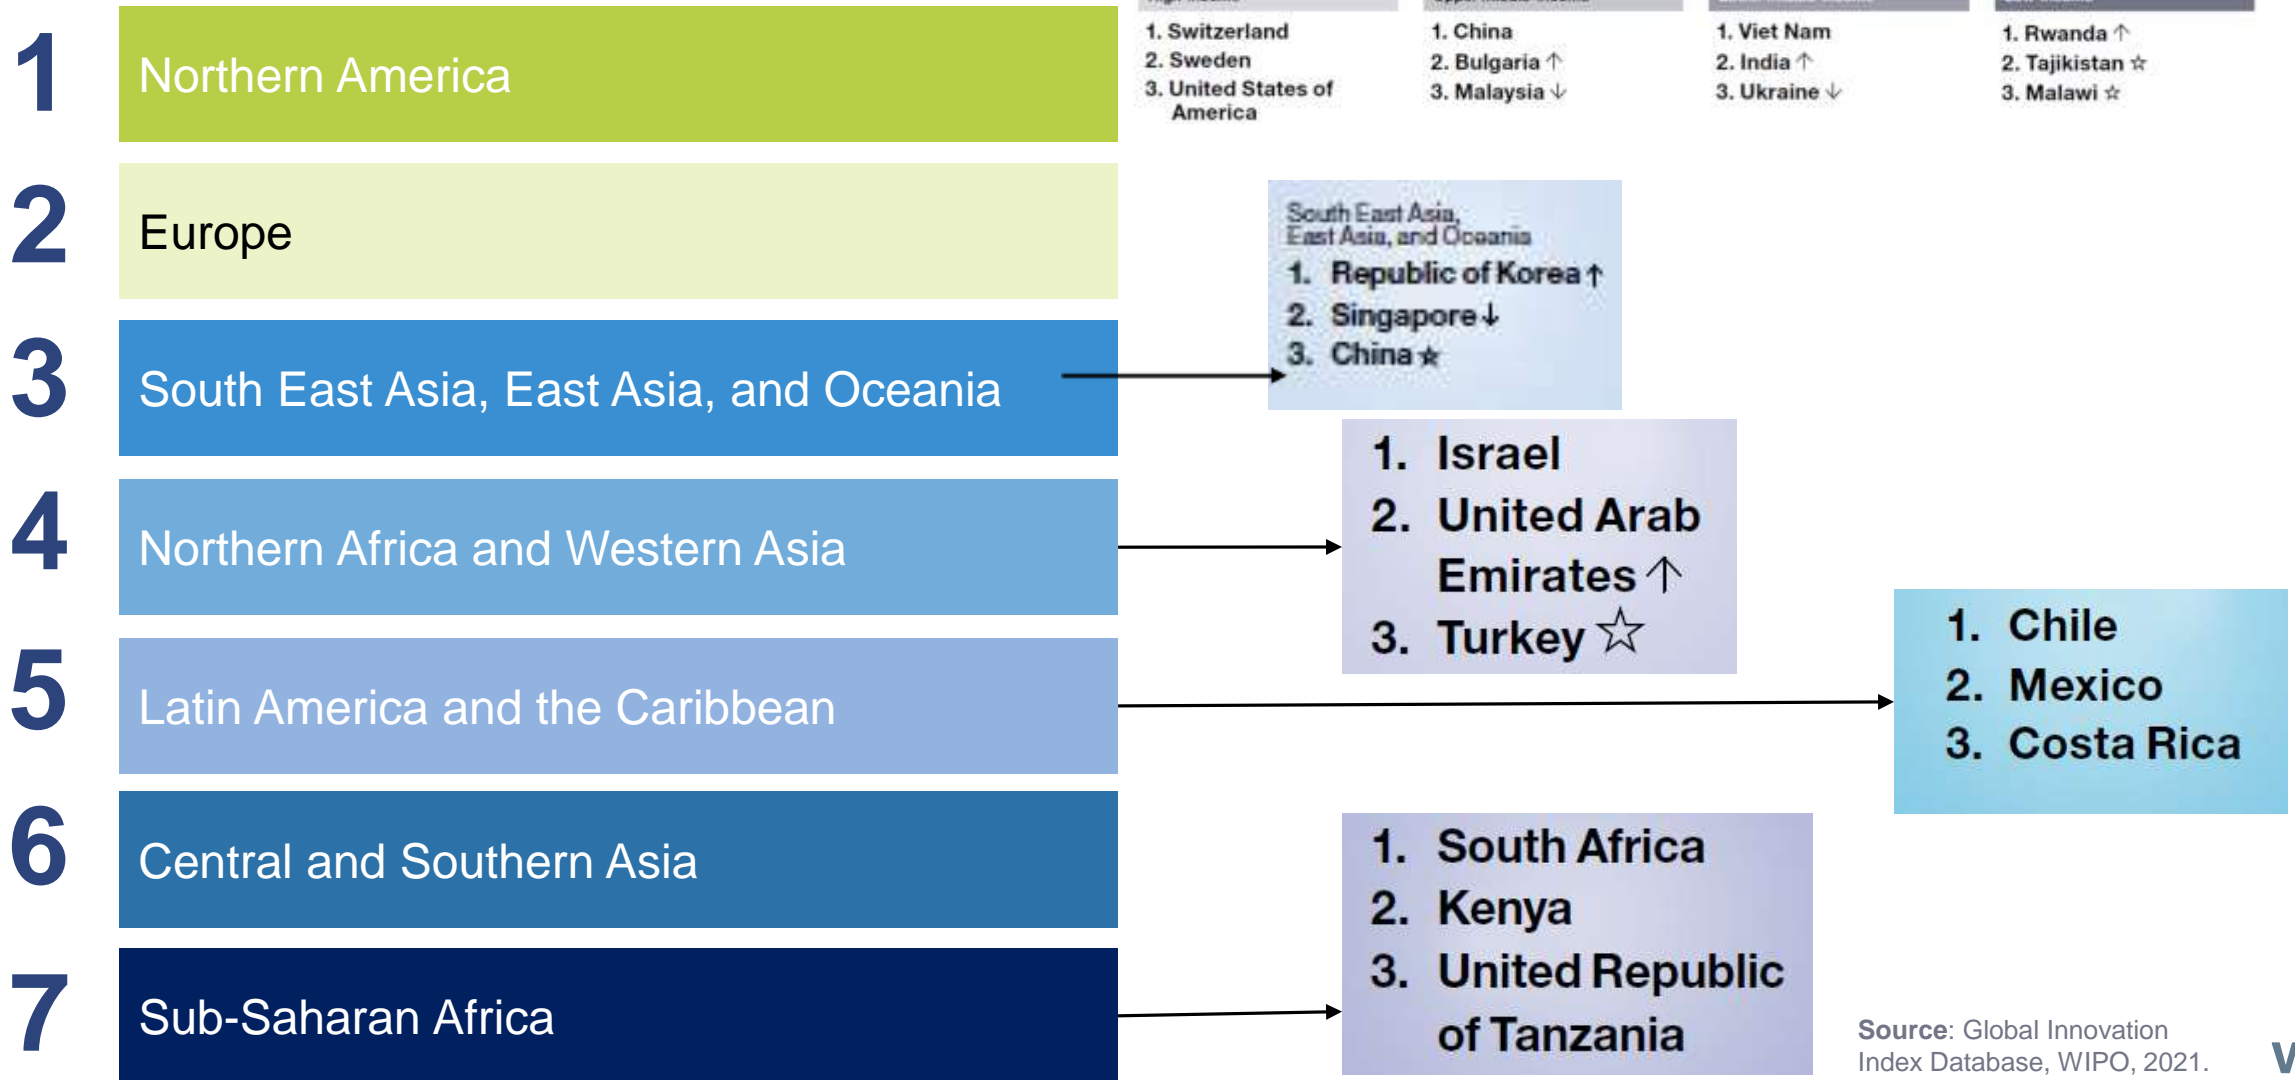 1
Northern America
High income
1. Switzerland
2. Sweden
3. United States of
America
Upper middle-income
1. China
2. Bulgaria ↑
3. Malaysia ↓
1. Viet Nam
2. India ↑
3. Ukraine ↓
1. Rwanda ↑
2. Tajikistan ☆
3. Malawi ☆
2
Europe
3
South East Asia, East Asia, and Oceania
South East Asia,
East Asia, and Oceania
1. Republic of Korea ↑
2. Singapore ↓
3. China ☆
4
Northern Africa and Western Asia
1. Israel
2. United Arab
Emirates ↑
3. Turkey ☆
5
Latin America and the Caribbean
1. Chile
2. Mexico
3. Costa Rica
6
Central and Southern Asia
7
Sub-Saharan Africa
1. South Africa
2. Kenya
3. United Republic
of Tanzania
Source: Global Innovation
Index Database, WIPO, 2021.